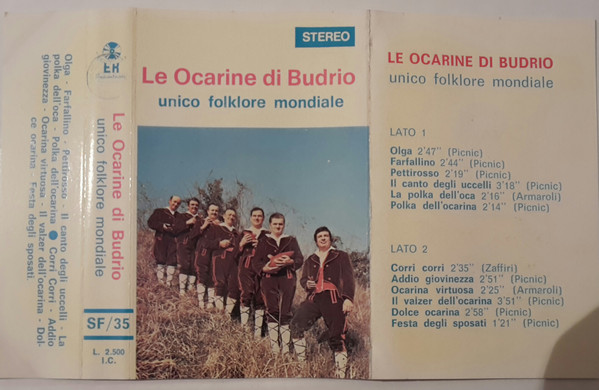 Olga - Farfallino - Pettirosso - Il canto degli uccelli - La
polka dell'oca - Polka dell'ocarina ● Corri Corri - Addio
giovinezza - Ocarina virtuosa - Il valzer dell'ocarina - Dol-
ce ocarina - Festa degli sposati
ER
Le Ocarine di Budrio
unico folklore mondiale
SF/35
L. 2.500
I.C.
STEREO
Le Ocarine di Budrio
unico folklore mondiale
LE OCARINE DI BUDRIO
unico folklore mondiale
LATO 1
Olga 2'47" (Picnic)
Farfallino 2'44" (Picnic)
Pettirosso 2'19" (Picnic)
Il canto degli uccelli 3'18" (Picnic)
La polka dell'oca 2'16" (Armaroli)
Polka dell'ocarina 2'14" (Picnic)
LATO 2
Corri corri 2'35" (Zaffiri)
Addio giovinezza 2'51" (Picnic)
Ocarina virtuosa 2'25" (Armaroli)
Il valzer dell'ocarina 3'51" (Picnic)
Dolce ocarina 2'58" (Picnic)
Festa degli sposati 1'21" (Picnic)